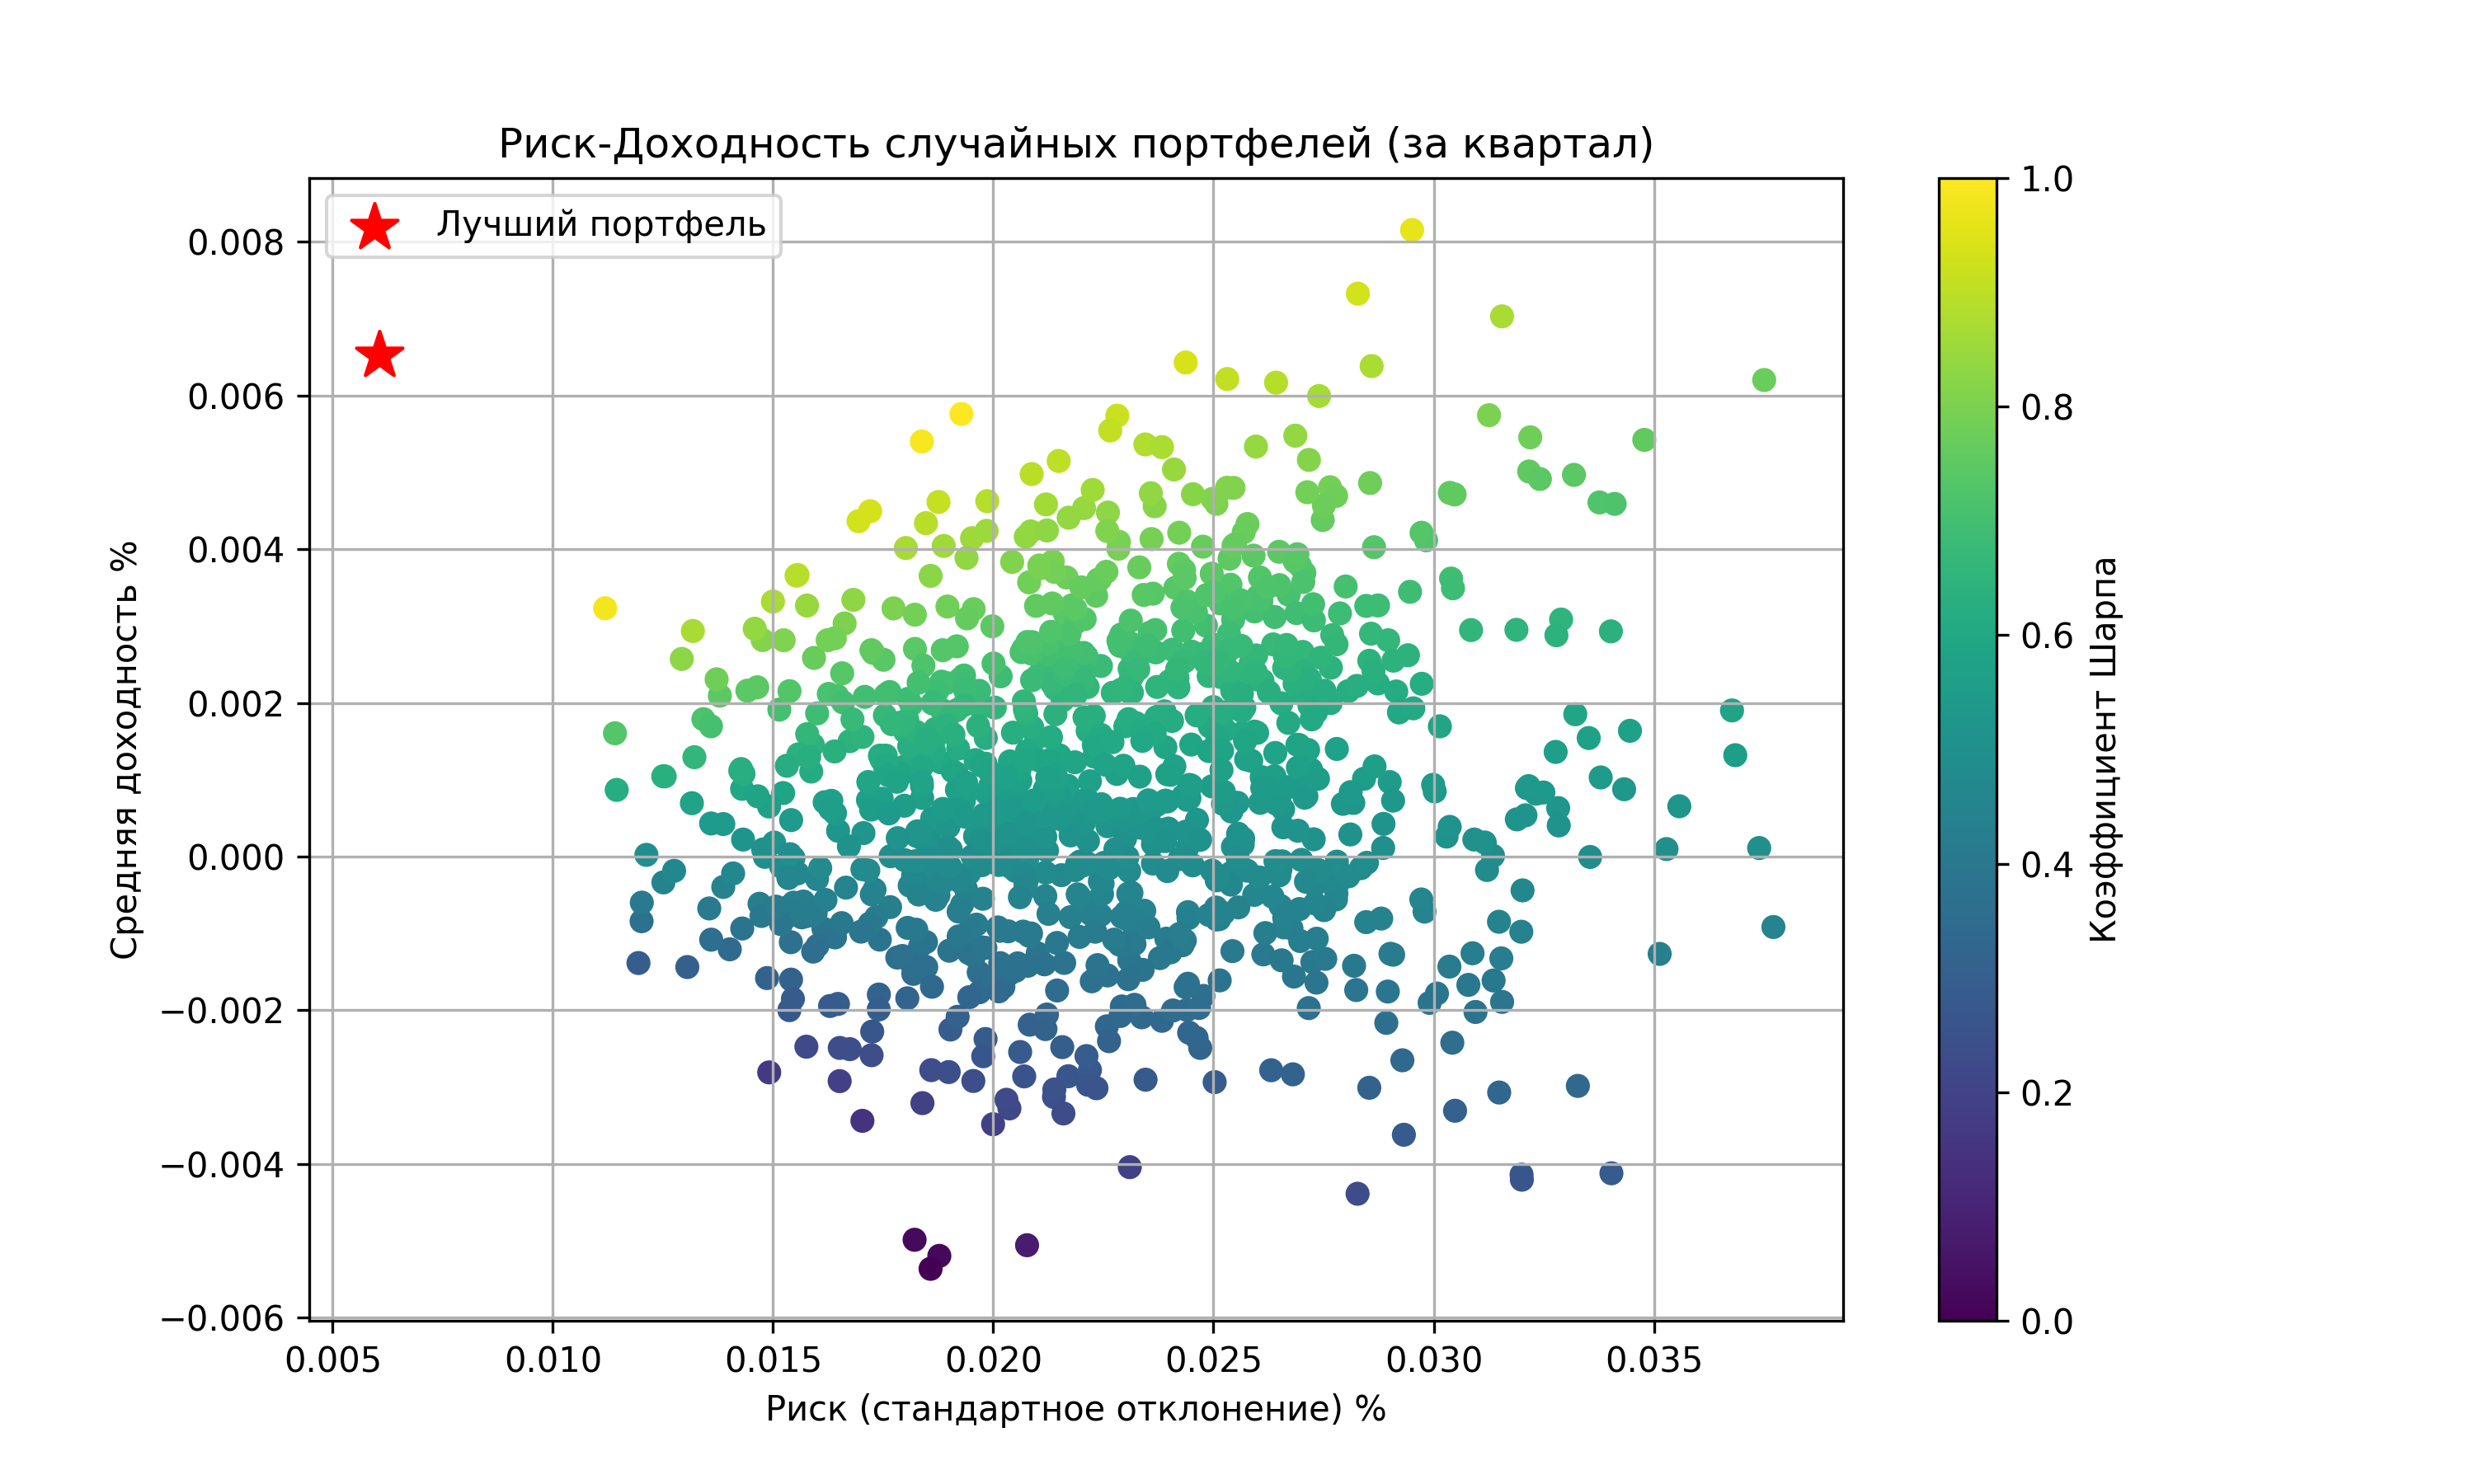 Риск-Доходность случайных портфелей (за квартал)
Лучший портфель
Средняя доходность %
0.008
0.006
0.004
0.002
0.000
−0.002
−0.004
−0.006
0.005 0.010 0.015 0.020 0.025 0.030 0.035
Риск (стандартное отклонение) %
1.0
0.8
0.6
0.4
0.2
0.0
Коэффициент Шарпа